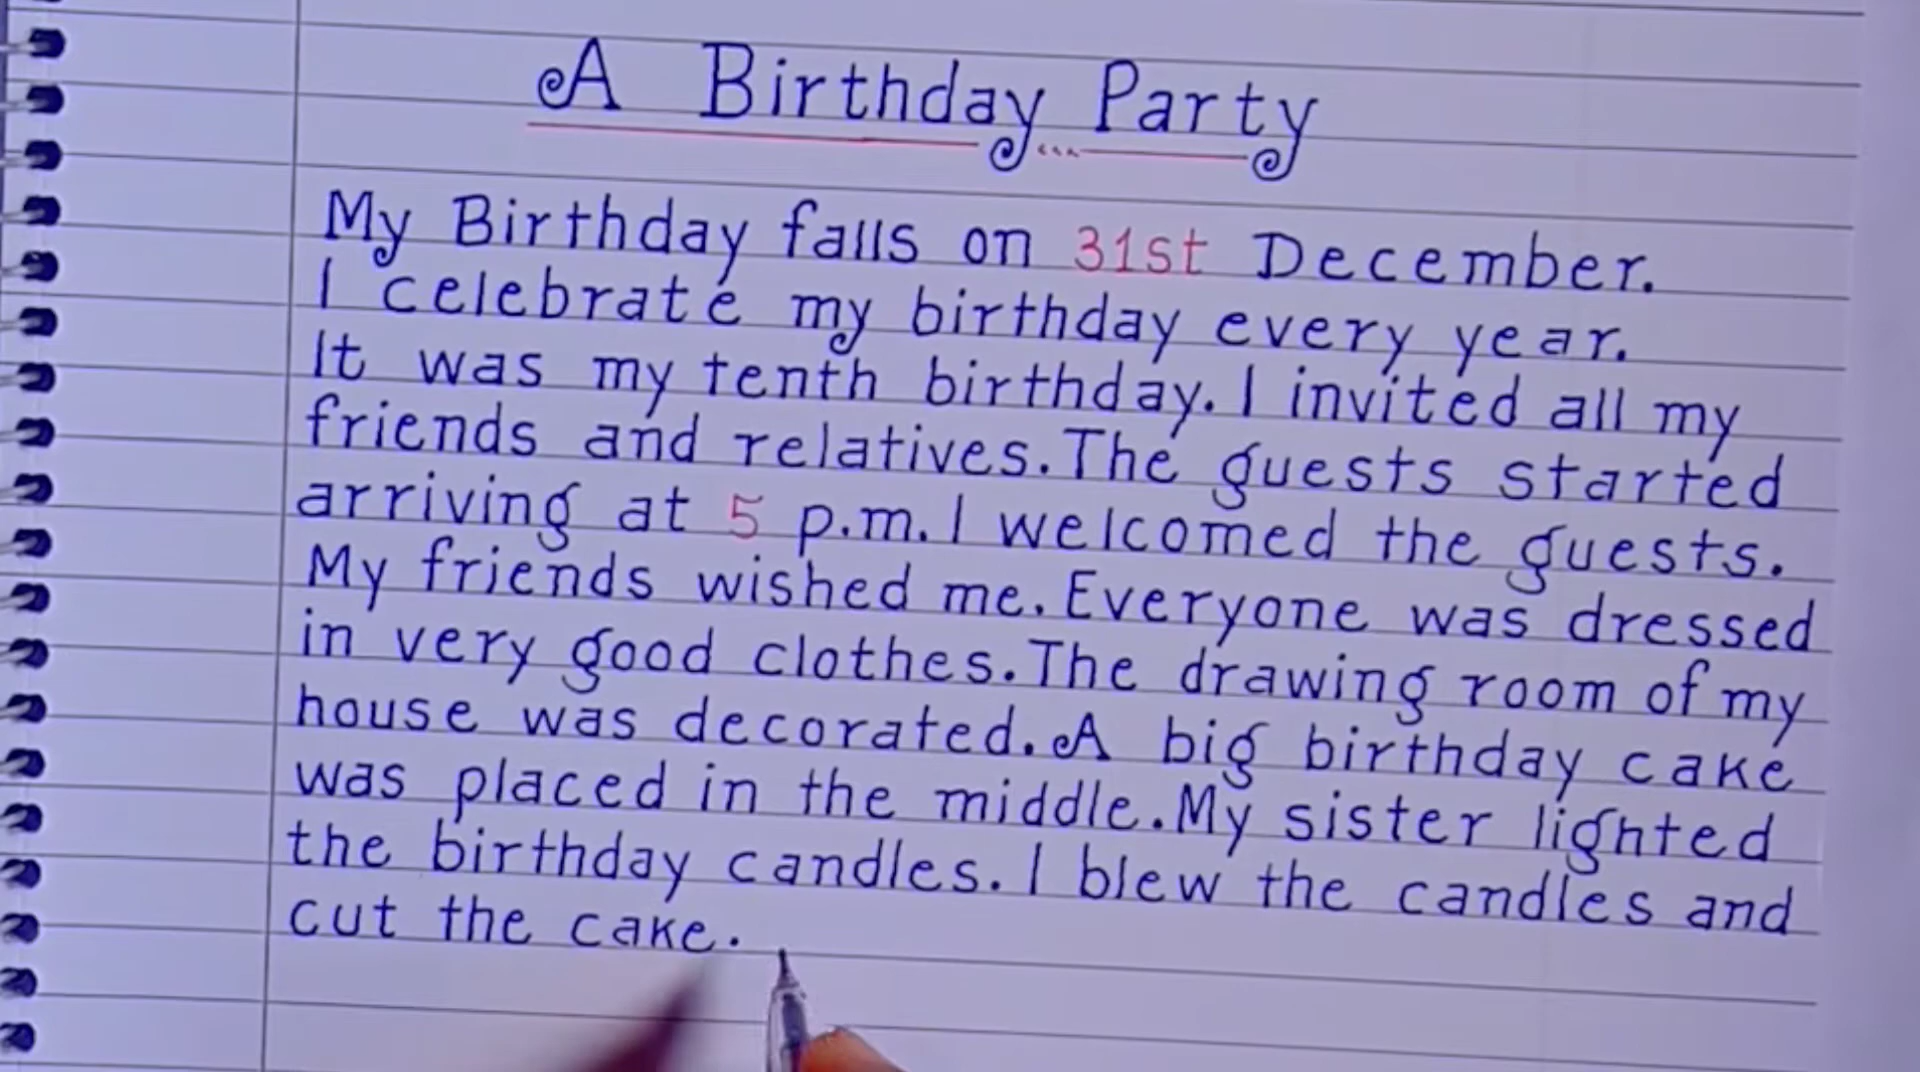 A Birthday Party
My Birthday falls on 31st December.
I celebrate my birthday every year.
It was my tenth birthday. I invited all my
friends and relatives. The guests started
arriving at 5 p.m. I welcomed the guests.
My friends wished me. Everyone was dressed
in very good clothes. The drawing room of my
house was decorated. A big birthday cake
was placed in the middle. My sister lighted
the birthday candles. I blew the candles and
cut the cake.